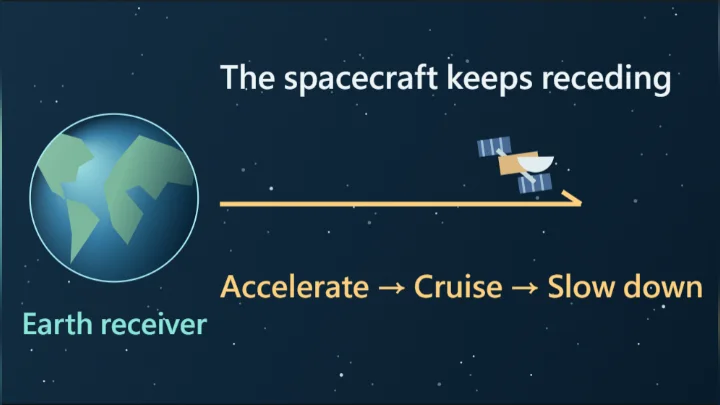 The spacecraft keeps receding
Accelerate → Cruise → Slow down
Earth receiver